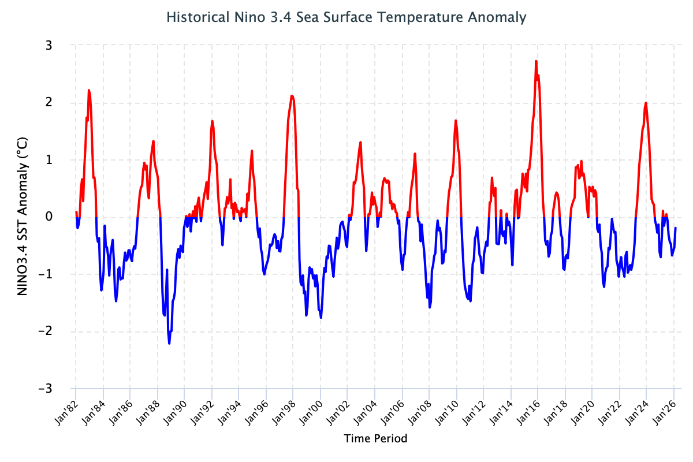 Historical Nino 3.4 Sea Surface Temperature Anomaly
NINO3.4 SST Anomaly (°C)
3
2
1
0
−1
−2
−3
Jan'82
Jan'84
Jan'86
Jan'88
Jan'90
Jan'92
Jan'94
Jan'96
Jan'98
Jan'00
Jan'02
Jan'04
Jan'06
Jan'08
Jan'10
Jan'12
Jan'14
Jan'16
Jan'18
Jan'20
Jan'22
Jan'24
Jan'26
Time Period